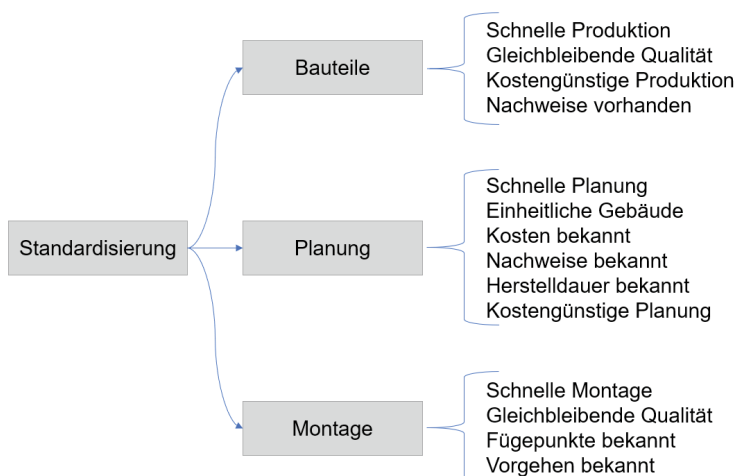 Standardisierung
Bauteile
Schnelle Produktion
Gleichbleibende Qualität
Kostengünstige Produktion
Nachweise vorhanden
Planung
Schnelle Planung
Einheitliche Gebäude
Kosten bekannt
Nachweise bekannt
Herstelldauer bekannt
Kostengünstige Planung
Montage
Schnelle Montage
Gleichbleibende Qualität
Fügepunkte bekannt
Vorgehen bekannt